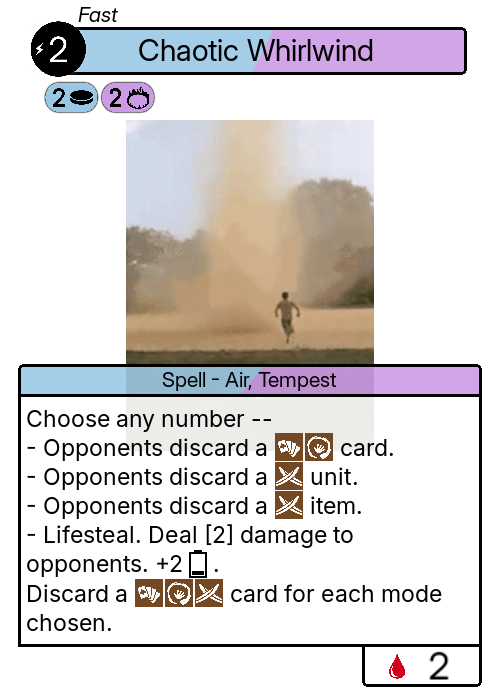 Fast
2 Chaotic Whirlwind
2 2
Spell - Air, Tempest
Choose any number --
- Opponents discard a card.
- Opponents discard a unit.
- Opponents discard a item.
- Lifesteal. Deal [2] damage to
opponents. +2 .
Discard a card for each mode
chosen.
2